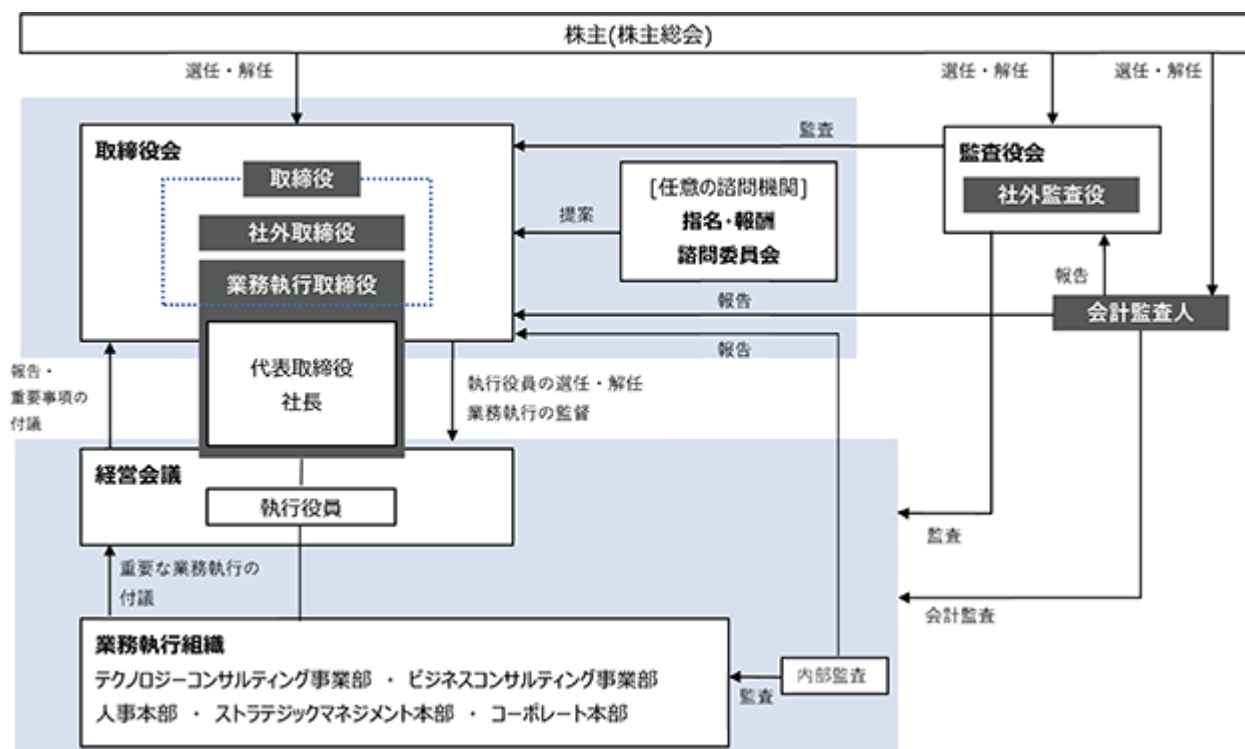 株主(株主総会)
選任・解任
選任・解任
選任・解任
取締役会
取締役
社外取締役
業務執行取締役
代表取締役
社長
監査
[任意の諮問機関]
指名・報酬
諮問委員会
提案
監査役会
社外監査役
報告
会計監査人
報告
報告
報告・
重要事項の
付議
執行役員の選任・解任
業務執行の監督
経営会議
執行役員
監査
重要な業務執行の
付議
会計監査
業務執行組織
テクノロジーコンサルティング事業部 ・ ビジネスコンサルティング事業部
人事本部 ・ ストラテジックマネジメント本部 ・ コーポレート本部
監査
内部監査